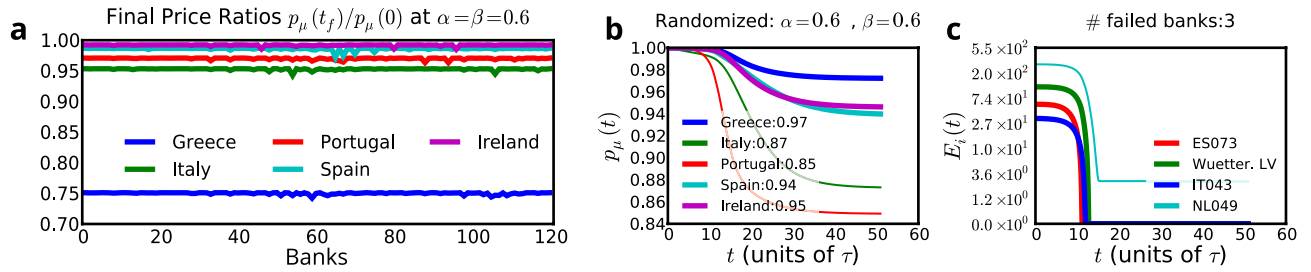 a
Final Price Ratios pμ(tf)/pμ(0) at α=β=0.6
1.00
0.95
0.90
0.85
0.80
0.75
0.70
Greece
Portugal
Ireland
Italy
Spain
0 20 40 60 80 100 120
Banks
b
Randomized: α=0.6 , β=0.6
pμ(t)
1.00
0.98
0.96
0.94
0.92
0.90
0.88
0.86
0.84
Greece:0.97
Italy:0.87
Portugal:0.85
Spain:0.94
Ireland:0.95
0 10 20 30 40 50 60
t (units of τ)
c
# failed banks:3
Ei(t)
5.5 ×10²
2.0 ×10²
7.4 ×10¹
2.7 ×10¹
1.0 ×10¹
3.6 ×10⁰
1.2 ×10⁰
0.0 ×10⁰
ES073
Wuetter. LV
IT043
NL049
0 10 20 30 40 50 60
t (units of τ)